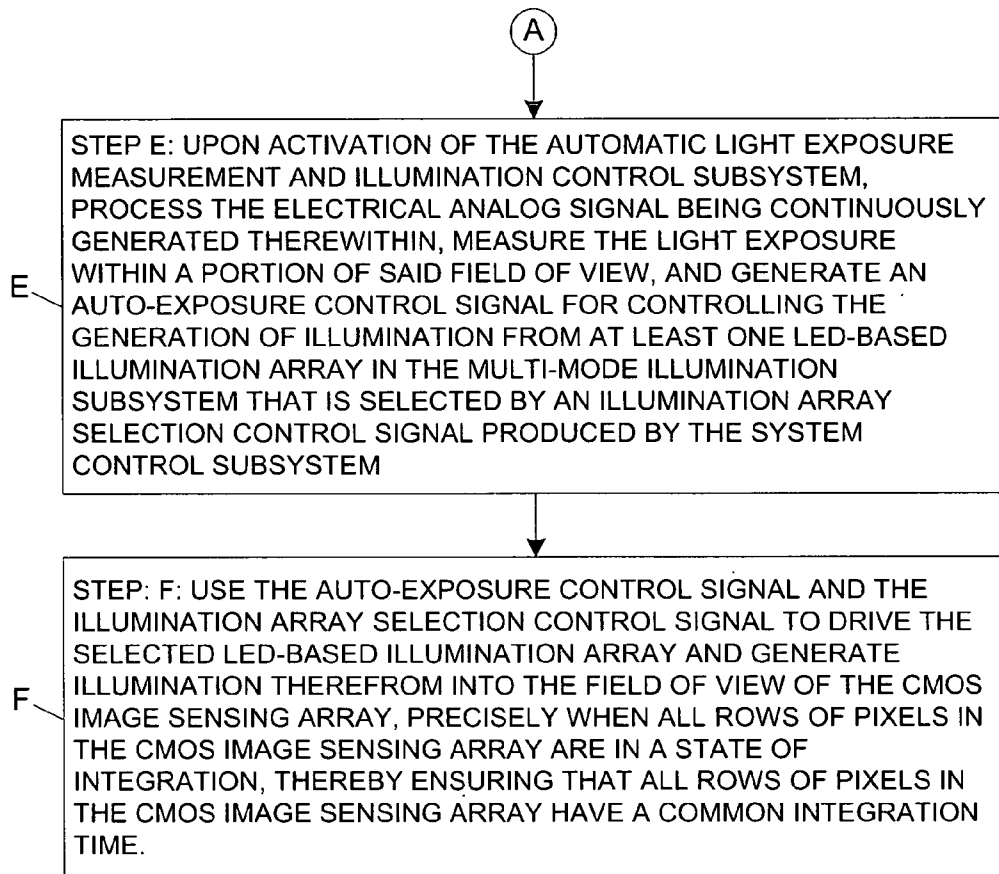 A
STEP E: UPON ACTIVATION OF THE AUTOMATIC LIGHT EXPOSURE
MEASUREMENT AND ILLUMINATION CONTROL SUBSYSTEM,
PROCESS THE ELECTRICAL ANALOG SIGNAL BEING CONTINUOUSLY
GENERATED THEREWITHIN, MEASURE THE LIGHT EXPOSURE
WITHIN A PORTION OF SAID FIELD OF VIEW, AND GENERATE AN
AUTO-EXPOSURE CONTROL SIGNAL FOR CONTROLLING THE
GENERATION OF ILLUMINATION FROM AT LEAST ONE LED-BASED
ILLUMINATION ARRAY IN THE MULTI-MODE ILLUMINATION
SUBSYSTEM THAT IS SELECTED BY AN ILLUMINATION ARRAY
SELECTION CONTROL SIGNAL PRODUCED BY THE SYSTEM
CONTROL SUBSYSTEM
E
STEP: F: USE THE AUTO-EXPOSURE CONTROL SIGNAL AND THE
ILLUMINATION ARRAY SELECTION CONTROL SIGNAL TO DRIVE THE
SELECTED LED-BASED ILLUMINATION ARRAY AND GENERATE
ILLUMINATION THEREFROM INTO THE FIELD OF VIEW OF THE CMOS
IMAGE SENSING ARRAY, PRECISELY WHEN ALL ROWS OF PIXELS IN
THE CMOS IMAGE SENSING ARRAY ARE IN A STATE OF
INTEGRATION, THEREBY ENSURING THAT ALL ROWS OF PIXELS IN
THE CMOS IMAGE SENSING ARRAY HAVE A COMMON INTEGRATION
TIME.
F